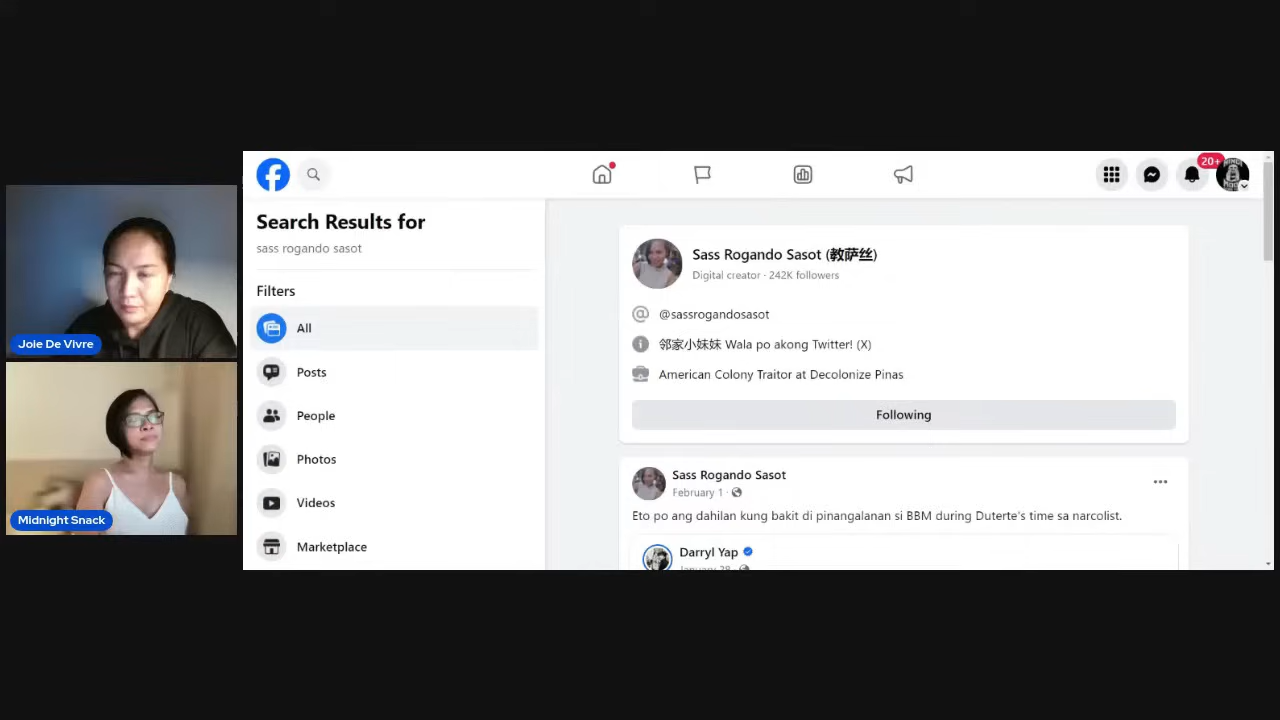 Joie De Vivre
Midnight Snack
20+
Search Results for
sass rogando sasot
Filters
All
Posts
People
Photos
Videos
Marketplace
Sass Rogando Sasot (教萨丝)
Digital creator · 242K followers
@sassrogandosasot
邻家小妹妹 Wala po akong Twitter! (X)
American Colony Traitor at Decolonize Pinas
Following
Sass Rogando Sasot
February 1 ·
Eto po ang dahilan kung bakit di pinangalanan si BBM during Duterte's time sa narcolist.
Darryl Yap
January 28 ·